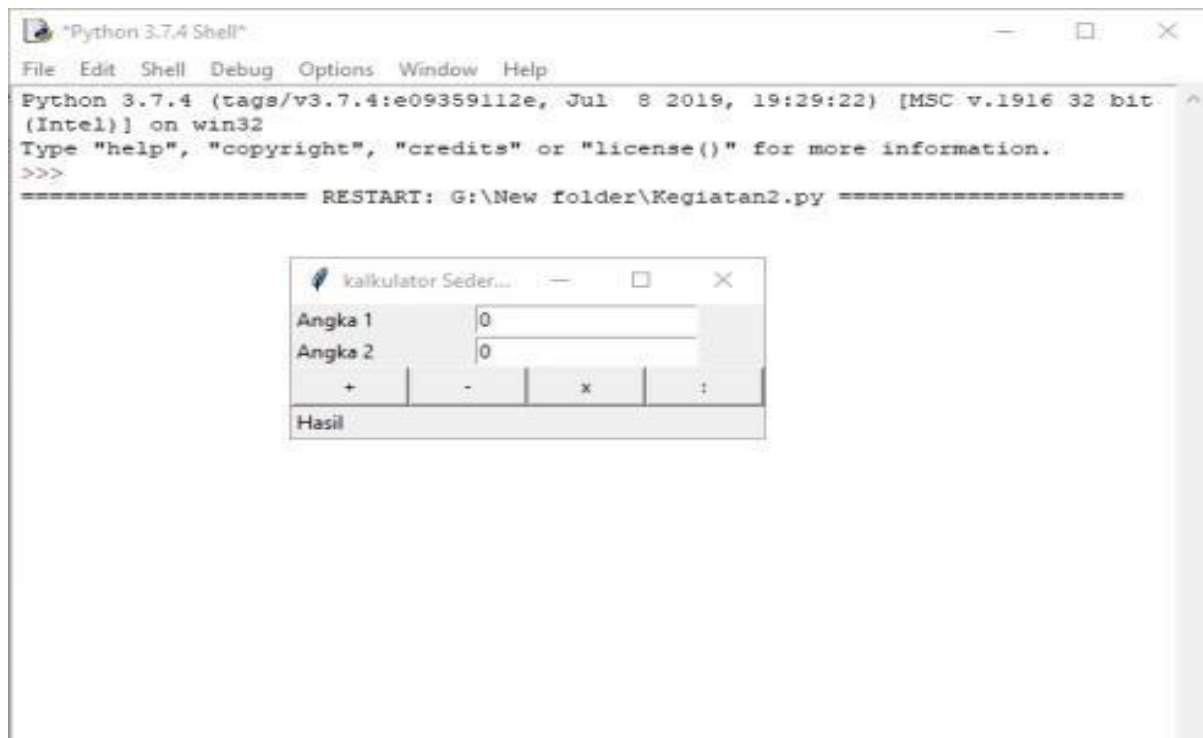 *Python 3.7.4 Shell*
File Edit Shell Debug Options Window Help
Python 3.7.4 (tags/v3.7.4:e09359112e, Jul 8 2019, 19:29:22) [MSC v.1916 32 bit
(Intel)] on win32
Type "help", "copyright", "credits" or "license()" for more information.
>>>
==================== RESTART: G:\New folder\Kegiatan2.py ====================
kalkulator Seder...
Angka 1 0
Angka 2 0
+ - x :
Hasil